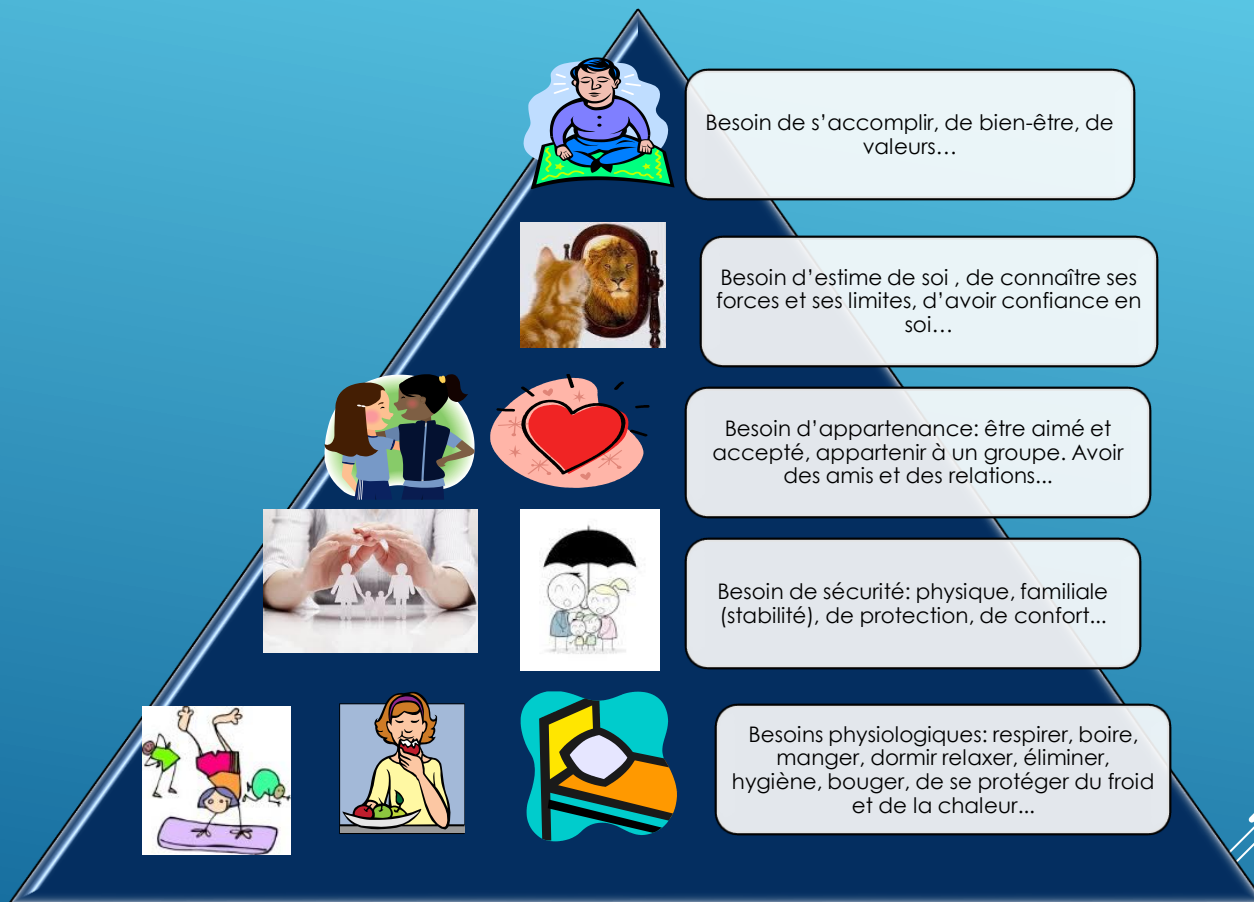 Besoin de s’accomplir, de bien-être, de
valeurs…
Besoin d’estime de soi , de connaître ses
forces et ses limites, d’avoir confiance en
soi…
Besoin d’appartenance: être aimé et
accepté, appartenir à un groupe. Avoir
des amis et des relations...
Besoin de sécurité: physique, familiale
(stabilité), de protection, de confort...
Besoins physiologiques: respirer, boire,
manger, dormir relaxer, éliminer,
hygiène, bouger, de se protéger du froid
et de la chaleur...